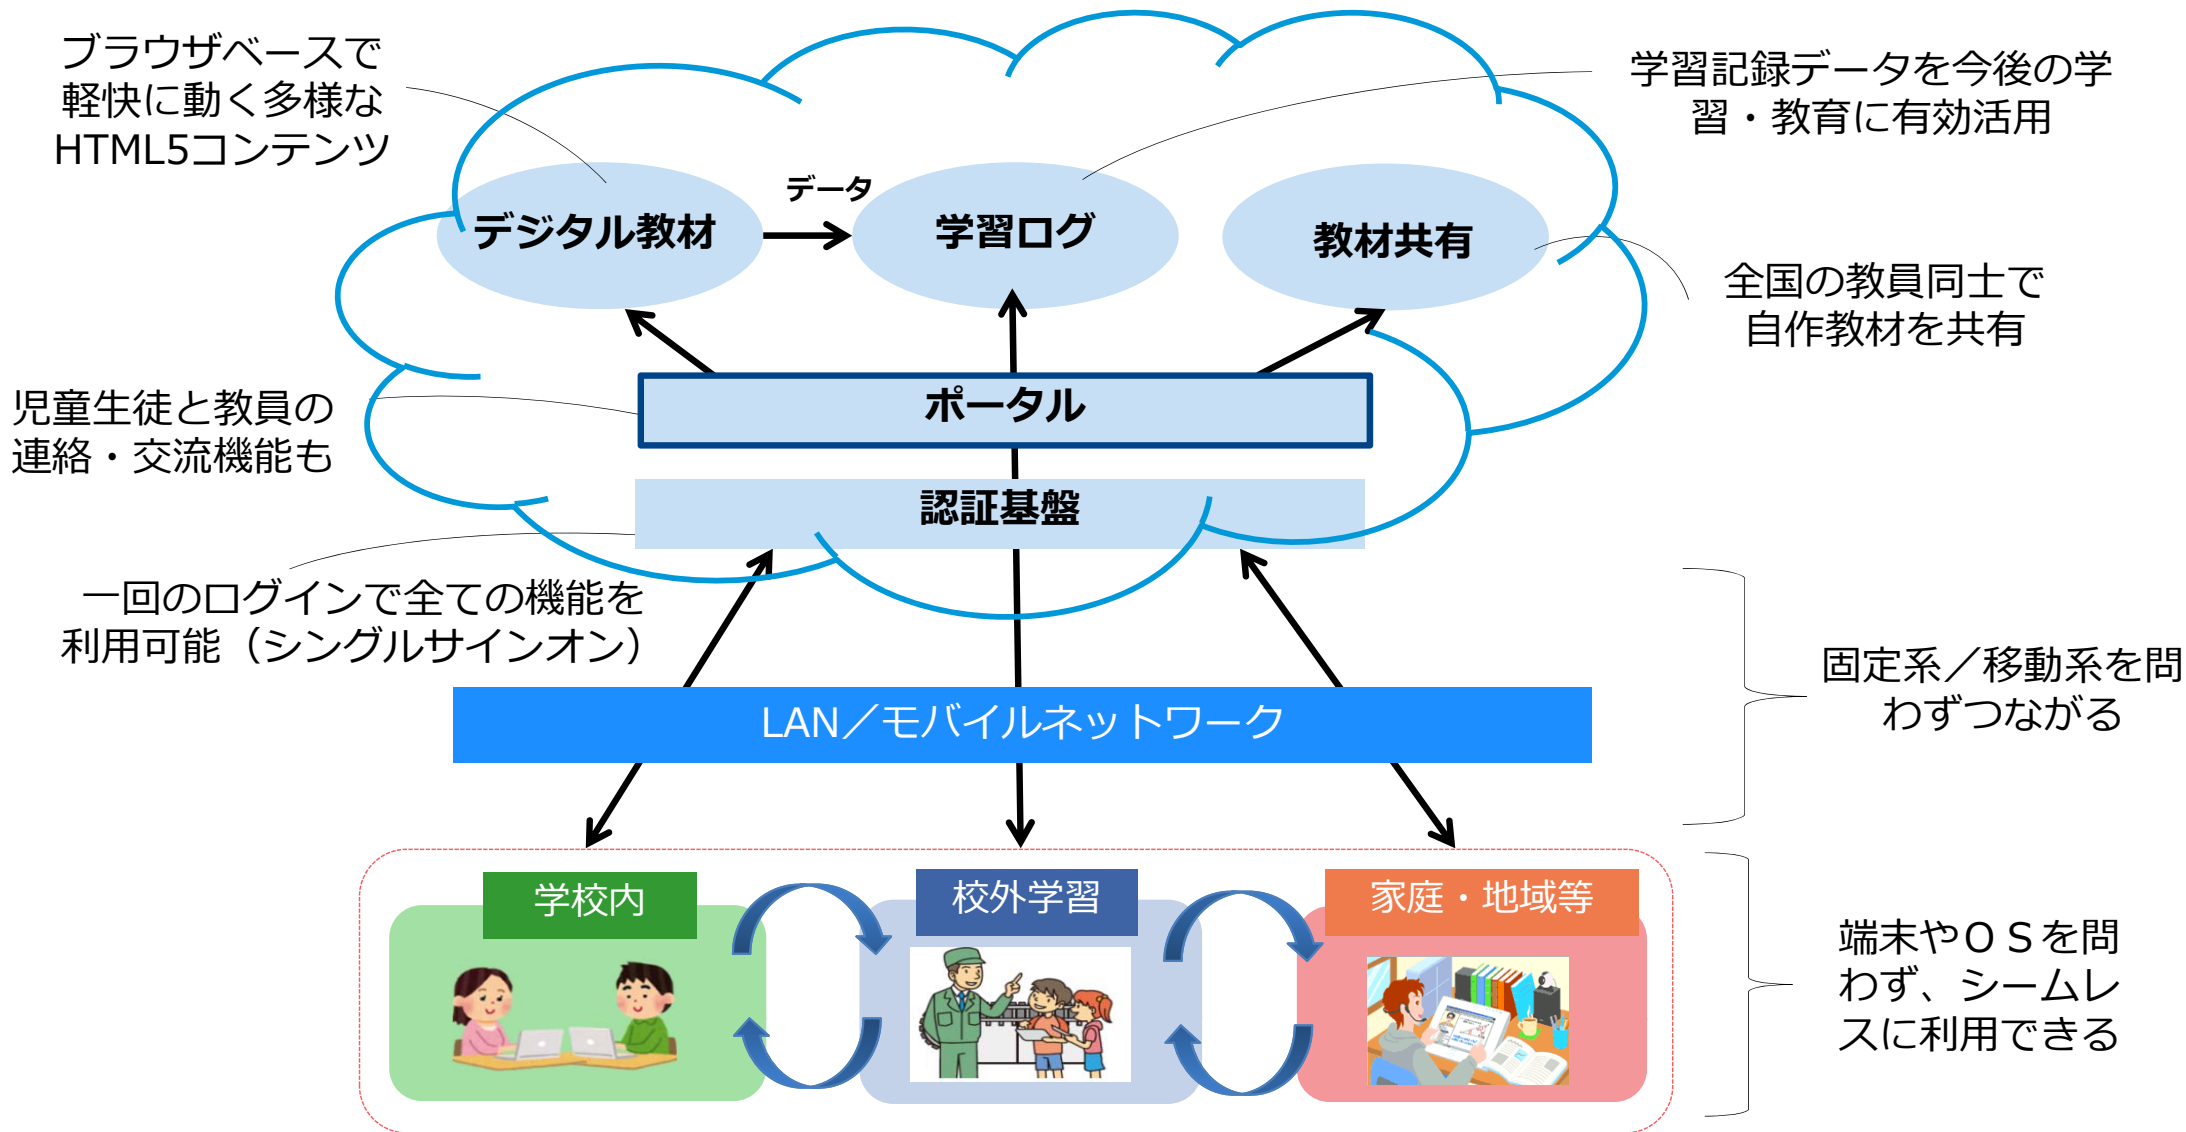 ブラウザベースで
軽快に動く多様な
HTML5コンテンツ
学習記録データを今後の学
習・教育に有効活用
データ
デジタル教材
学習ログ
教材共有
全国の教員同士で
自作教材を共有
児童生徒と教員の
連絡・交流機能も
ポータル
認証基盤
一回のログインで全ての機能を
利用可能（シングルサインオン）
固定系／移動系を問
わずつながる
LAN／モバイルネットワーク
学校内
校外学習
家庭・地域等
端末やＯＳを問
わず、シームレ
スに利用できる